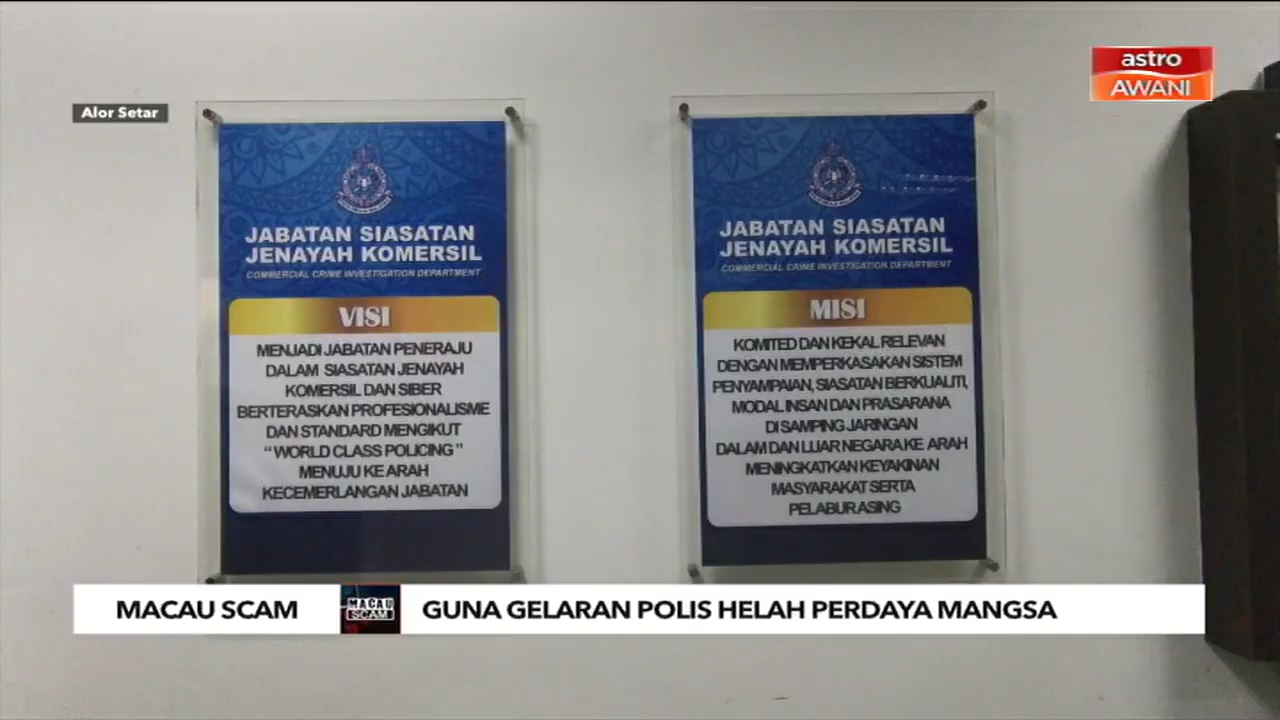 astro
AWANI
Alor Setar
JABATAN SIASATAN
JENAYAH KOMERSIL
COMMERCIAL CRIME INVESTIGATION DEPARTMENT
VISI
MENJADI JABATAN PENERAJU
DALAM SIASATAN JENAYAH
KOMERSIL DAN SIBER
BERTERASKAN PROFESIONALISME
DAN STANDARD MENGIKUT
“ WORLD CLASS POLICING ”
MENUJU KE ARAH
KECEMERLANGAN JABATAN
JABATAN SIASATAN
JENAYAH KOMERSIL
COMMERCIAL CRIME INVESTIGATION DEPARTMENT
MISI
KOMITED DAN KEKAL RELEVAN
DENGAN MEMPERKASAKAN SISTEM
PENYAMPAIAN, SIASATAN BERKUALITI,
MODAL INSAN DAN PRASARANA
DI SAMPING JARINGAN
DALAM DAN LUAR NEGARA KE ARAH
MENINGKATKAN KEYAKINAN
MASYARAKAT SERTA
PELABUR ASING
MACAU SCAM
MACAU
SCAM
GUNA GELARAN POLIS HELAH PERDAYA MANGSA